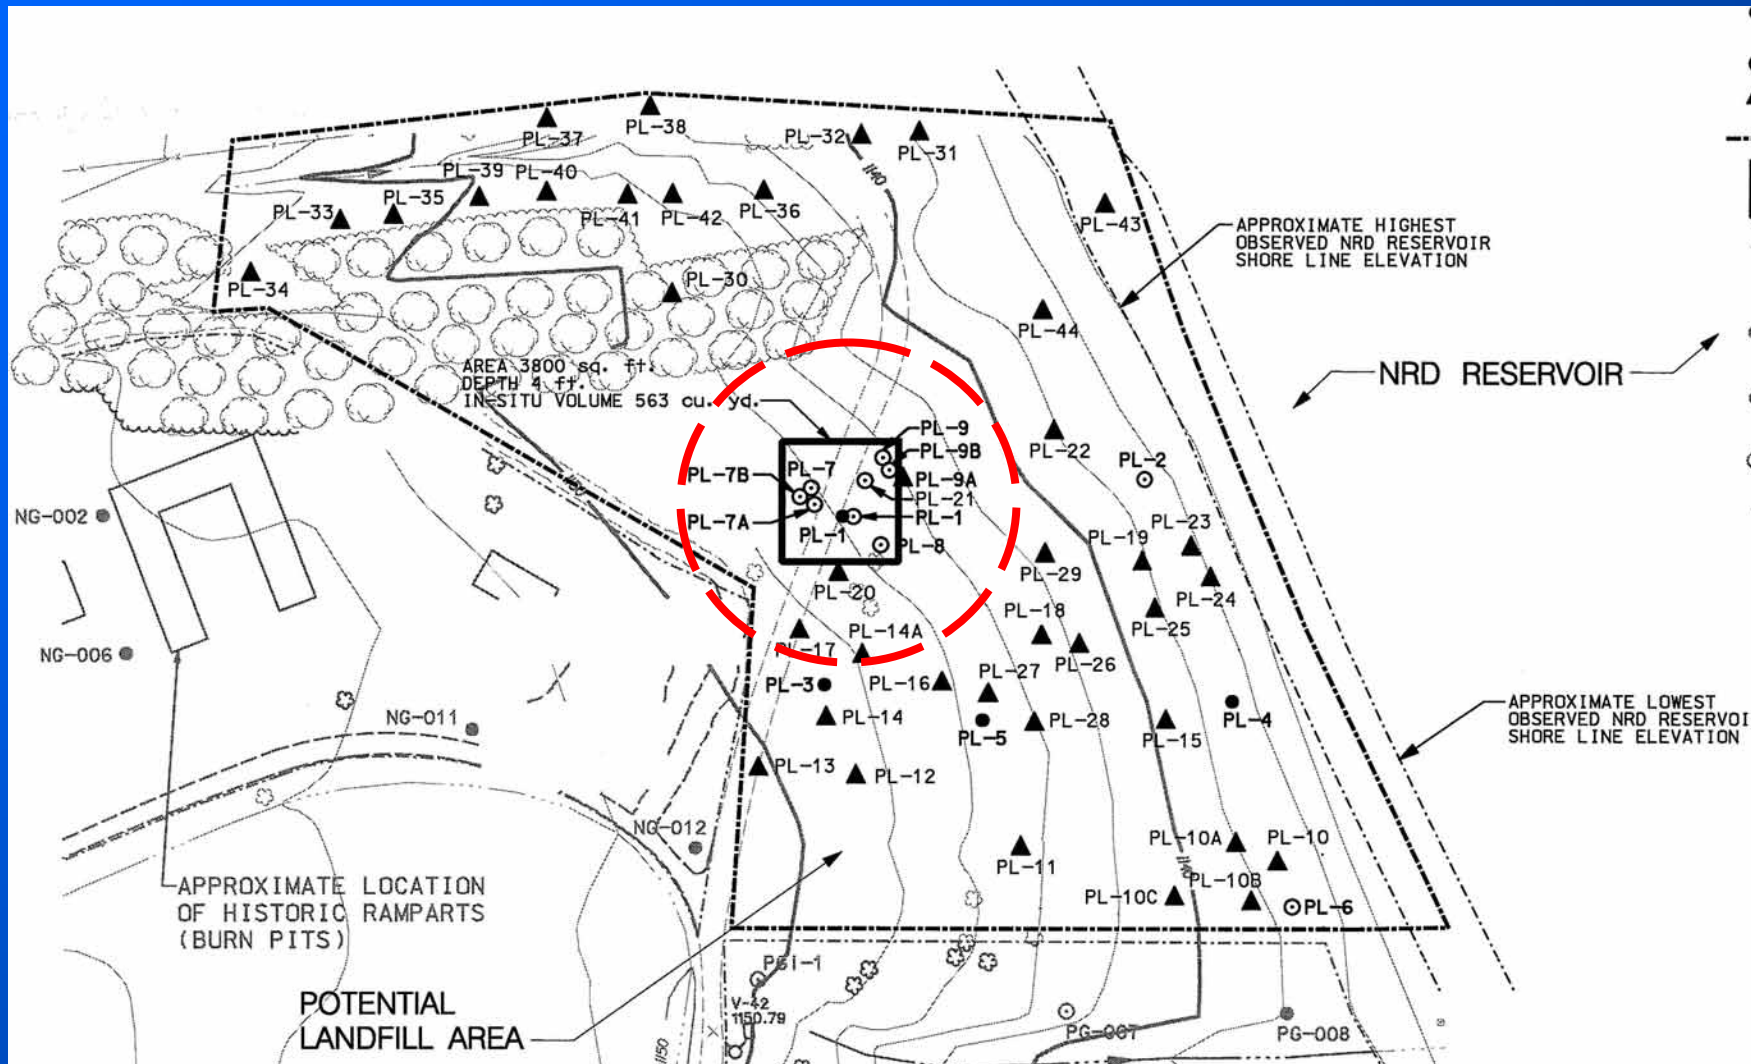 PL-37
PL-38
PL-32
PL-31
1140
PL-39
PL-40
PL-33
PL-35
PL-41
PL-42
PL-36
PL-43
APPROXIMATE HIGHEST
OBSERVED NRD RESERVOIR
SHORE LINE ELEVATION
PL-34
PL-30
PL-44
AREA 3800 sq. ft.
DEPTH 4 ft.
IN-SITU VOLUME 563 cu. yd.
NRD RESERVOIR
PL-9
PL-9B
PL-22
PL-2
PL-7
PL-7B
PL-9A
PL-21
PL-1
PL-7A
PL-1
PL-8
NG-002
PL-23
PL-19
PL-29
PL-24
PL-20
PL-18
PL-25
PL-14A
PL-17
PL-26
NG-006
PL-27
PL-3
PL-16
PL-14
PL-28
PL-5
PL-4
PL-15
APPROXIMATE LOWEST
OBSERVED NRD RESERVOI
SHORE LINE ELEVATION
NG-011
PL-13
PL-12
NG-012
PL-10A
PL-10
PL-11
1140
PL-10B
PL-10C
PL-6
APPROXIMATE LOCATION
OF HISTORIC RAMPARTS
(BURN PITS)
POTENTIAL
LANDFILL AREA
V-42
1150.79
1150
PG-007
PG-008